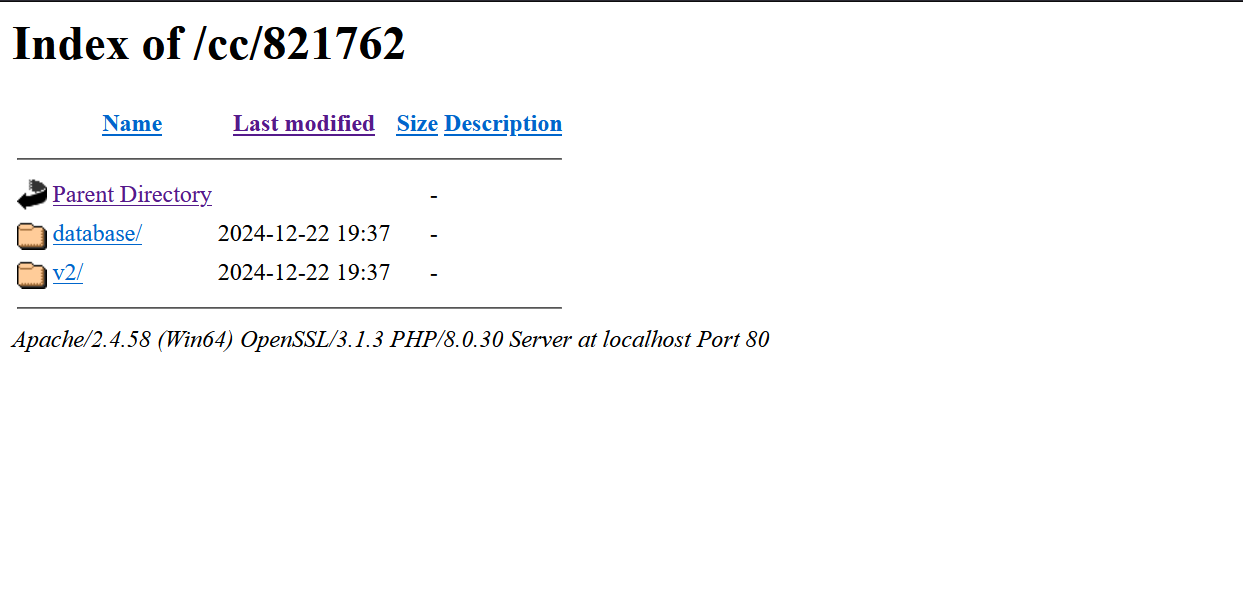 Index of /cc/821762
Name Last modified Size Description
Parent Directory -
database/ 2024-12-22 19:37 -
v2/ 2024-12-22 19:37 -
Apache/2.4.58 (Win64) OpenSSL/3.1.3 PHP/8.0.30 Server at localhost Port 80